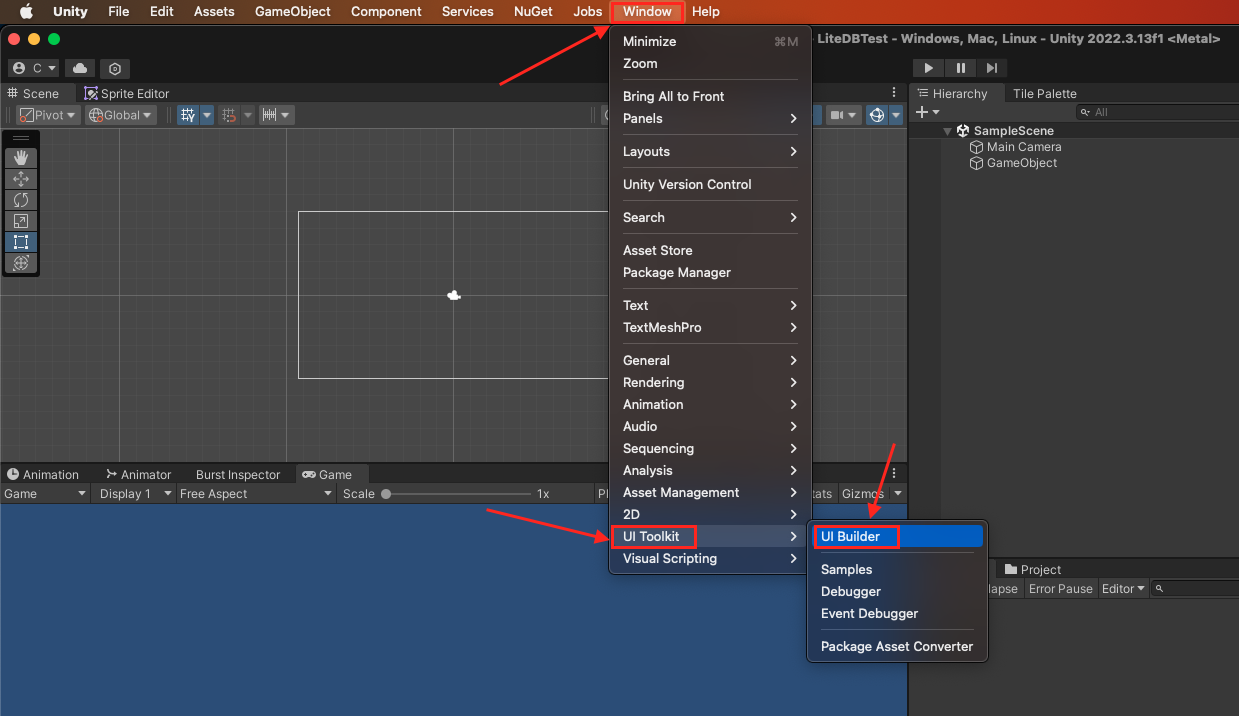 Unity File Edit Assets GameObject Component Services NuGet Jobs Window Help
LiteDBTest - Windows, Mac, Linux - Unity 2022.3.13f1 <Metal>
C
Scene Sprite Editor
Pivot Global
Minimize ⌘M
Zoom
Bring All to Front
Panels
Layouts
Unity Version Control
Search
Asset Store
Package Manager
Text
TextMeshPro
General
Rendering
Animation
Audio
Sequencing
Analysis
Asset Management
2D
UI Toolkit
Visual Scripting
UI Builder
Samples
Debugger
Event Debugger
Package Asset Converter
Hierarchy Tile Palette
All
SampleScene
Main Camera
GameObject
Animation Animator Burst Inspector Game
Game Display 1 Free Aspect Scale 1x Pl tats Gizmos
Project
lapse Error Pause Editor